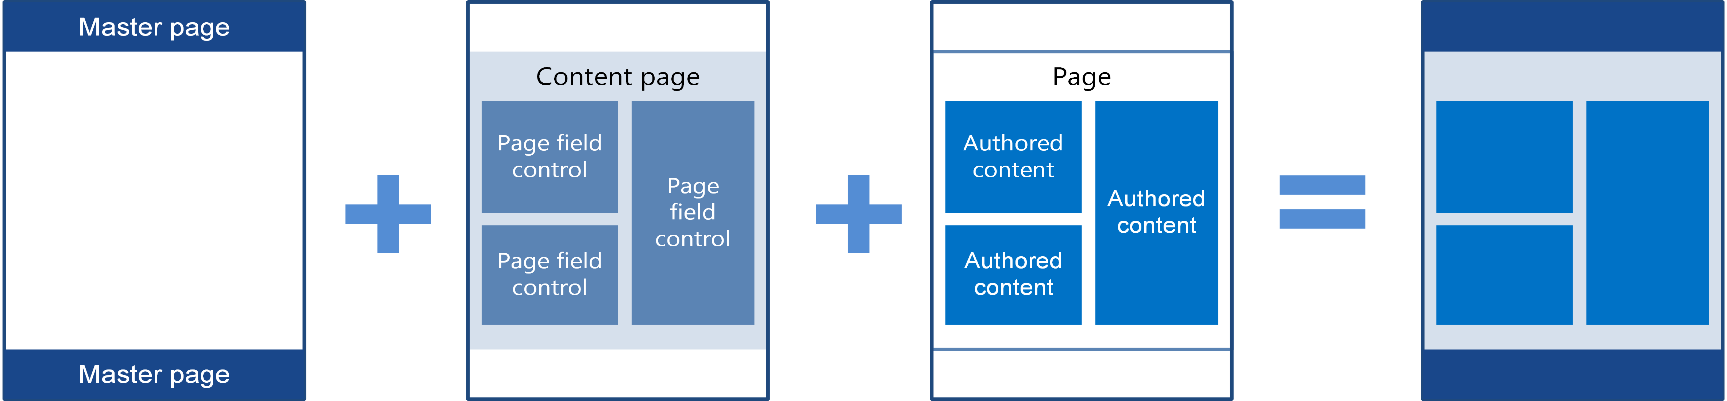 Master page
Master page
Content page
Page field
control
Page field
control
Page
field
control
Page
Authored
content
Authored
content
Authored
content